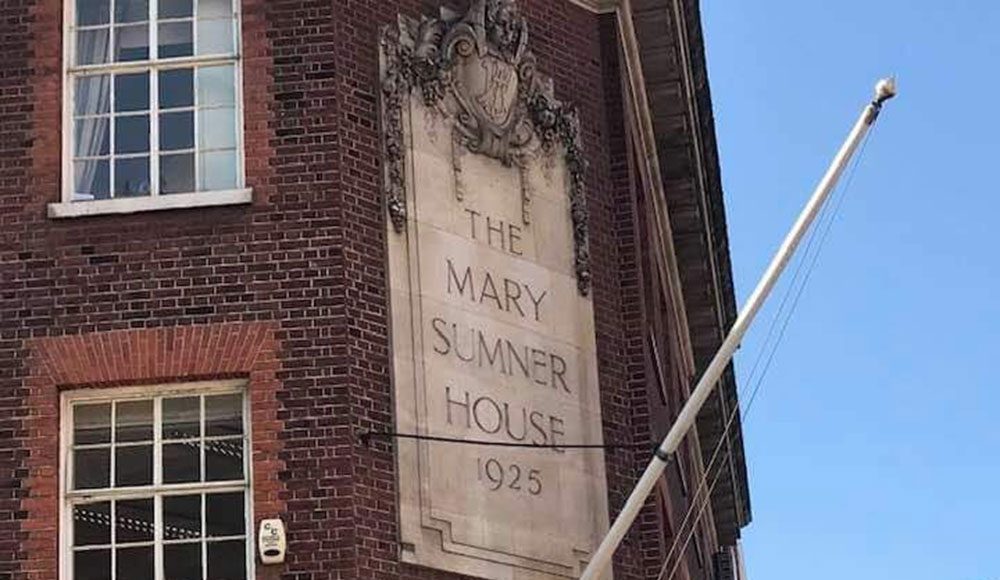 THE
MARY
SUMNER
HOUSE
1925